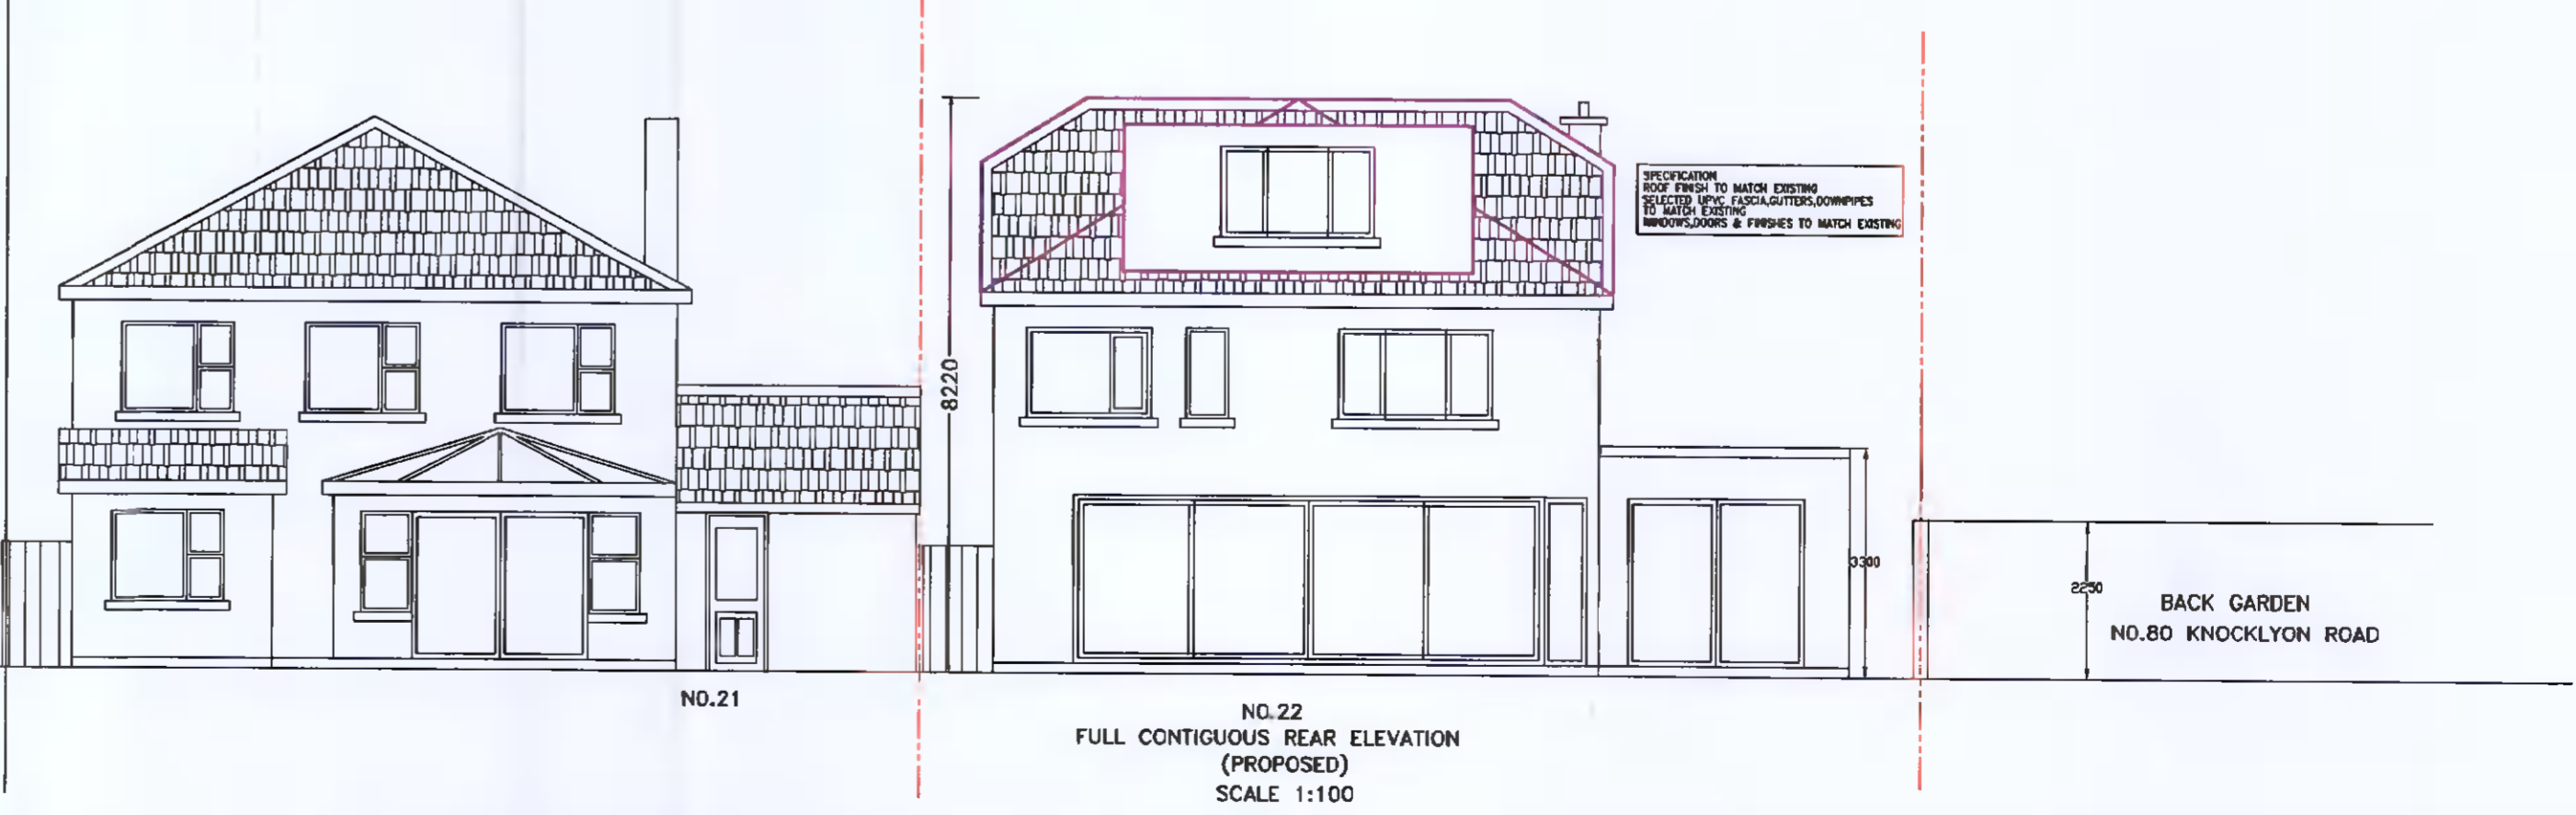 8220
SPECIFICATION
ROOF FINISH TO MATCH EXISTING
SELECTED UPVC FASCIA,GUTTERS,DOWNPIPES
TO MATCH EXISTING
WINDOWS,DOORS & FINISHES TO MATCH EXISTING
3300
2250
BACK GARDEN
NO.80 KNOCKLYON ROAD
NO.21
NO.22
FULL CONTIGUOUS REAR ELEVATION
(PROPOSED)
SCALE 1:100